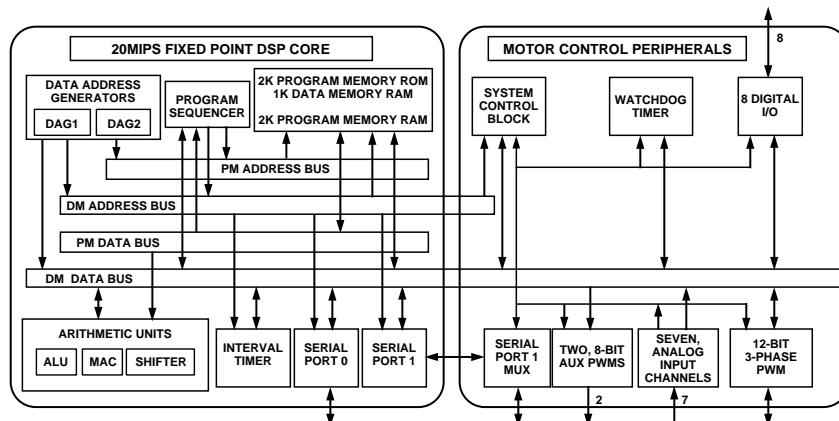 20MIPS FIXED POINT DSP CORE
MOTOR CONTROL PERIPHERALS
8
DATA ADDRESS
GENERATORS
DAG1
DAG2
PROGRAM
SEQUENCER
2K PROGRAM MEMORY ROM
1K DATA MEMORY RAM
2K PROGRAM MEMORY RAM
SYSTEM
CONTROL
BLOCK
WATCHDOG
TIMER
8 DIGITAL
I/O
PM ADDRESS BUS
DM ADDRESS BUS
PM DATA BUS
DM DATA BUS
ARITHMETIC UNITS
ALU
MAC
SHIFTER
INTERVAL
TIMER
SERIAL
PORT 0
SERIAL
PORT 1
SERIAL
PORT 1
MUX
TWO, 8-BIT
AUX PWMS
SEVEN,
ANALOG
INPUT
CHANNELS
12-BIT
3-PHASE
PWM
2
7